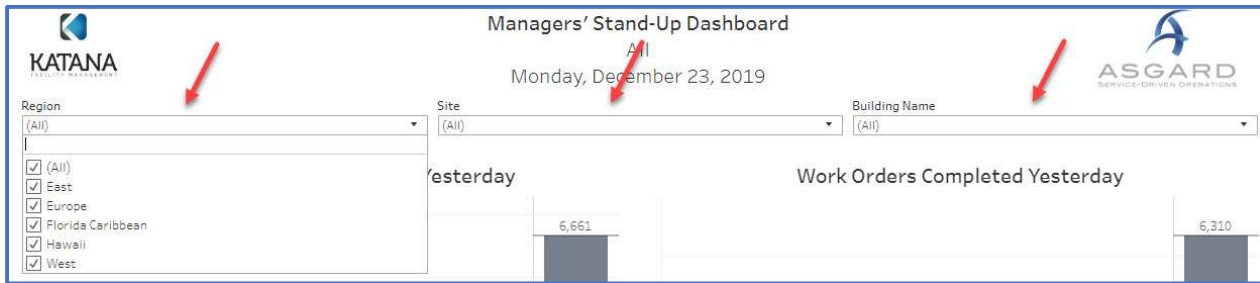 Managers' Stand-Up Dashboard
All
Monday, December 23, 2019
KATANA
FACILITY MANAGEMENT
ASGARD
SERVICE-DRIVEN OPERATIONS
Region
(All)
Site
(All)
Building Name
(All)
(All)
East
Europe
Florida Caribbean
Hawaii
West
Yesterday
6,661
Work Orders Completed Yesterday
6,310